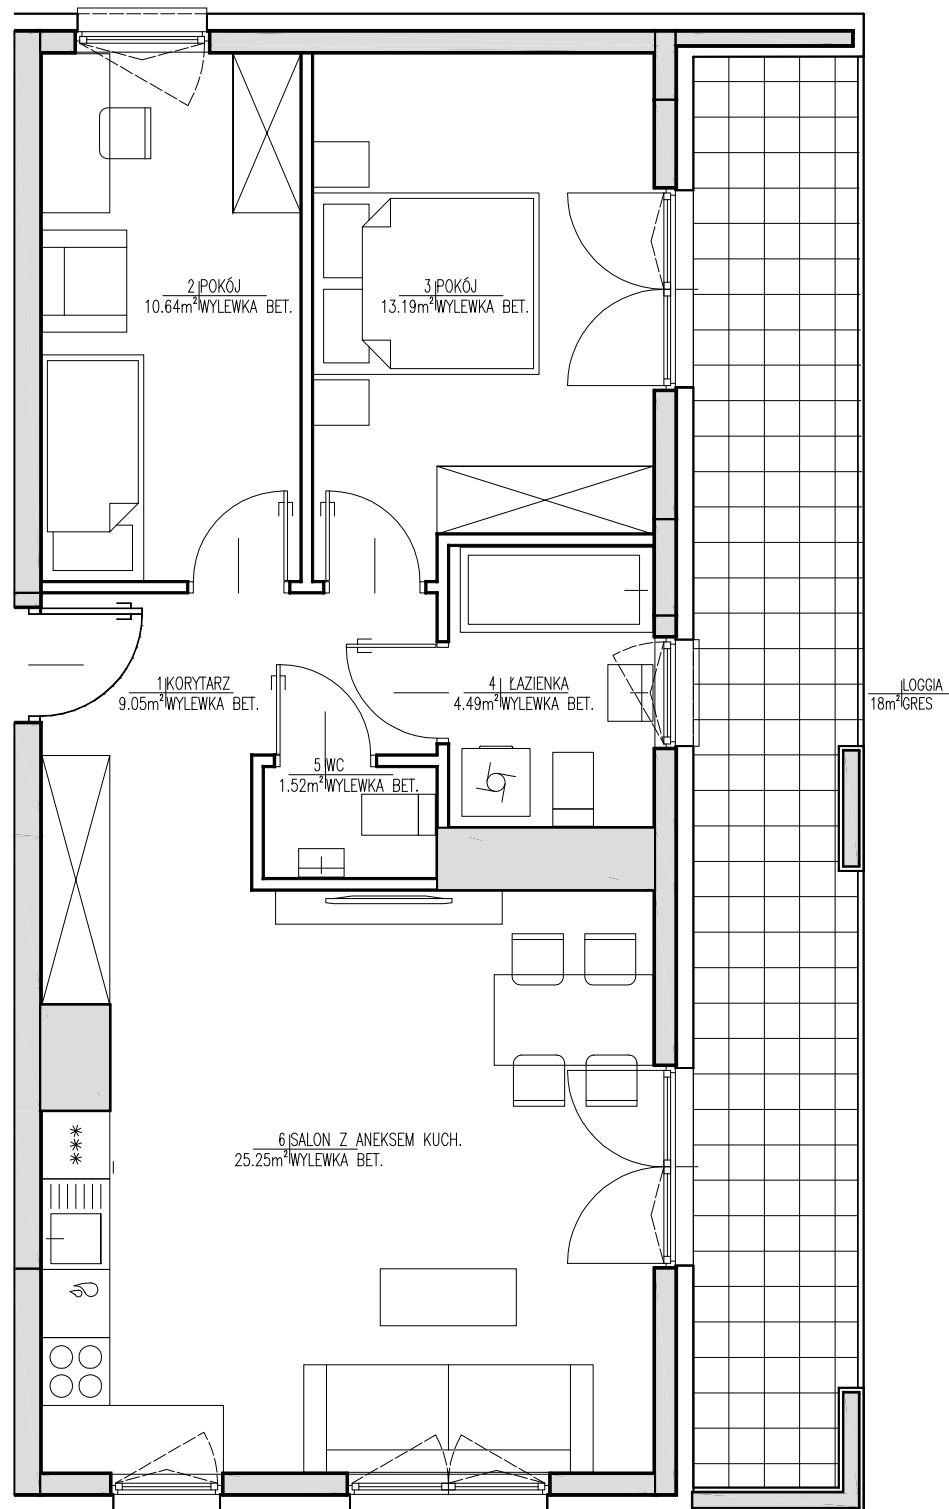 2 POKÓJ
10.64m² WYLEWKA BET.
3 POKÓJ
13.19m² WYLEWKA BET.
1 KORYTARZ
9.05m² WYLEWKA BET.
4 ŁAZIENKA
4.49m² WYLEWKA BET.
LOGGIA
18m² GRES
5 WC
1.52m² WYLEWKA BET.
6 SALON Z ANEKSEM KUCH.
25.25m² WYLEWKA BET.